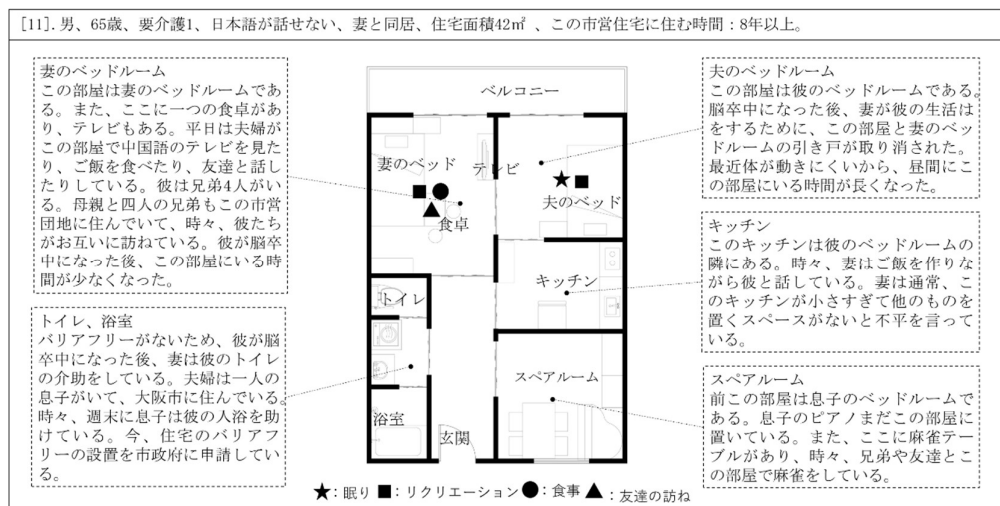 [11].男、65歳、要介護1、日本語が話せない、妻と同居、住宅面積42㎡ 、この市営住宅に住む時間：8年以上。
妻のベッドルーム
この部屋は妻のベッドルームであ
る。また、ここに一つの食卓があ
り、テレビもある。平日は夫婦が
この部屋で中国語のテレビを見た
り、ご飯を食べたり、友達と話し
たりしている。彼は兄弟4人がい
る。母親と四人の兄弟もこの市営
団地に住んでいて、時々、彼たち
がお互いに訪ねている。彼が脳卒
中になった後、この部屋にいる時
間が少なくなった。
トイレ、浴室
バリアフリーがないため、彼が脳
卒中になった後、妻は彼のトイレ
の介助をしている。夫婦は一人の
息子がいて、大阪市に住んでいる。
時々、週末に息子は彼の人浴を助
けている。今、住宅のバリアフ
リーの設置を市政府に申請してい
る。
ベルコニー
妻のベッド
テレビ
食卓
夫のベッド
キッチン
トイレ
スペアルーム
浴室
玄関
夫のベッドルーム
この部屋は彼のベッドルームである。
脳卒中になった後、妻が彼の生活は
をするために、この部屋と妻のベッ
ドルームの引き戸が取り消された。
最近体が動きにくいから、昼間にこ
の部屋にいる時間が長くなった。
キッチン
このキッチンは彼のベッドルームの
隣にある。時々、妻はご飯を作りな
がら彼と話している。妻は通常、こ
のキッチンが小さすぎて他のものを
置くスペースがないと不平を言って
いる。
スペアルーム
前この部屋は息子のベッドルームで
ある。息子のピアノまだこの部屋に
置いている。また、ここに麻雀テー
ブルがあり、時々、兄弟や友達とこ
の部屋で麻雀をしている。
★：眠り ■：リクリエーション ●：食事 ▲：友達の訪ね